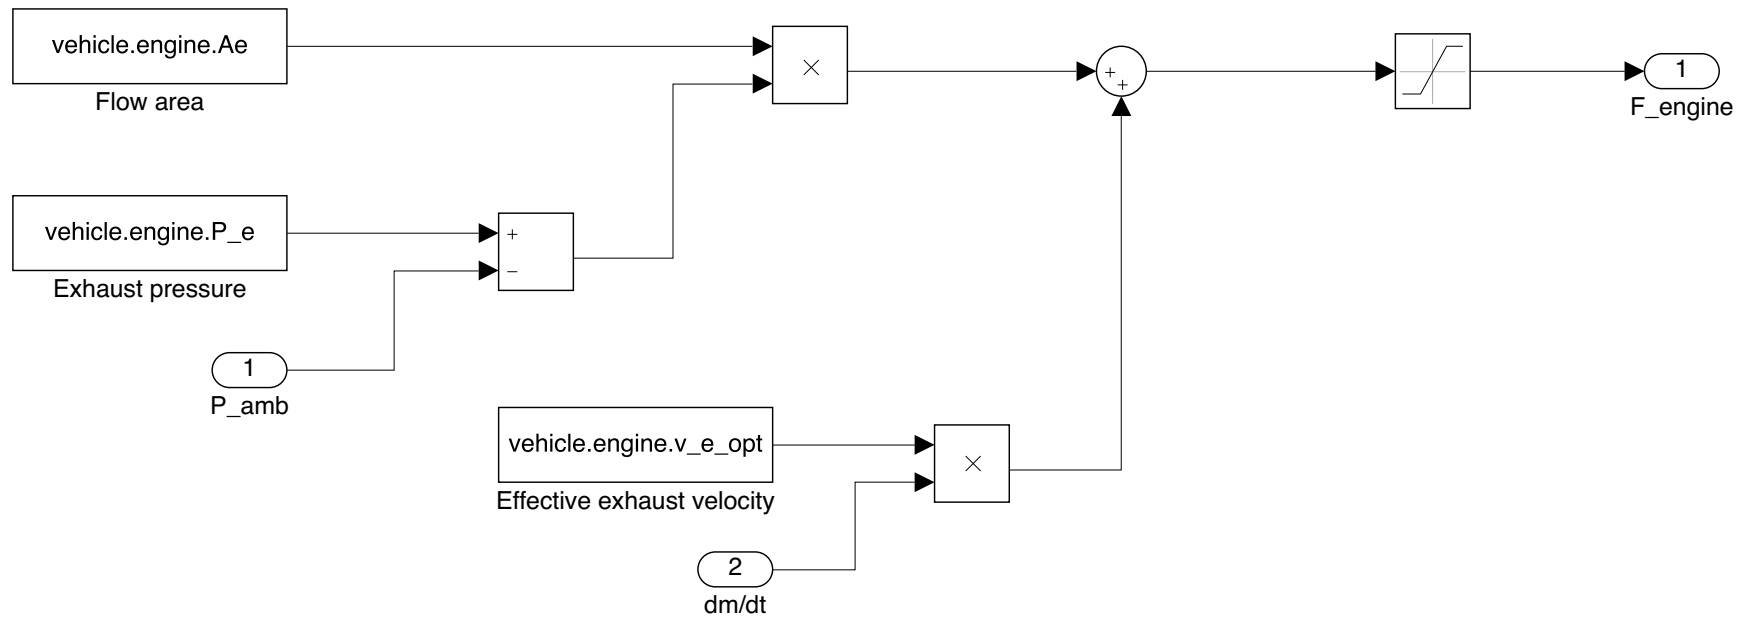 vehicle.engine.Ae
Flow area
×
+
+
1
F_engine
vehicle.engine.P_e
Exhaust pressure
+
−
1
P_amb
vehicle.engine.v_e_opt
Effective exhaust velocity
×
2
dm/dt